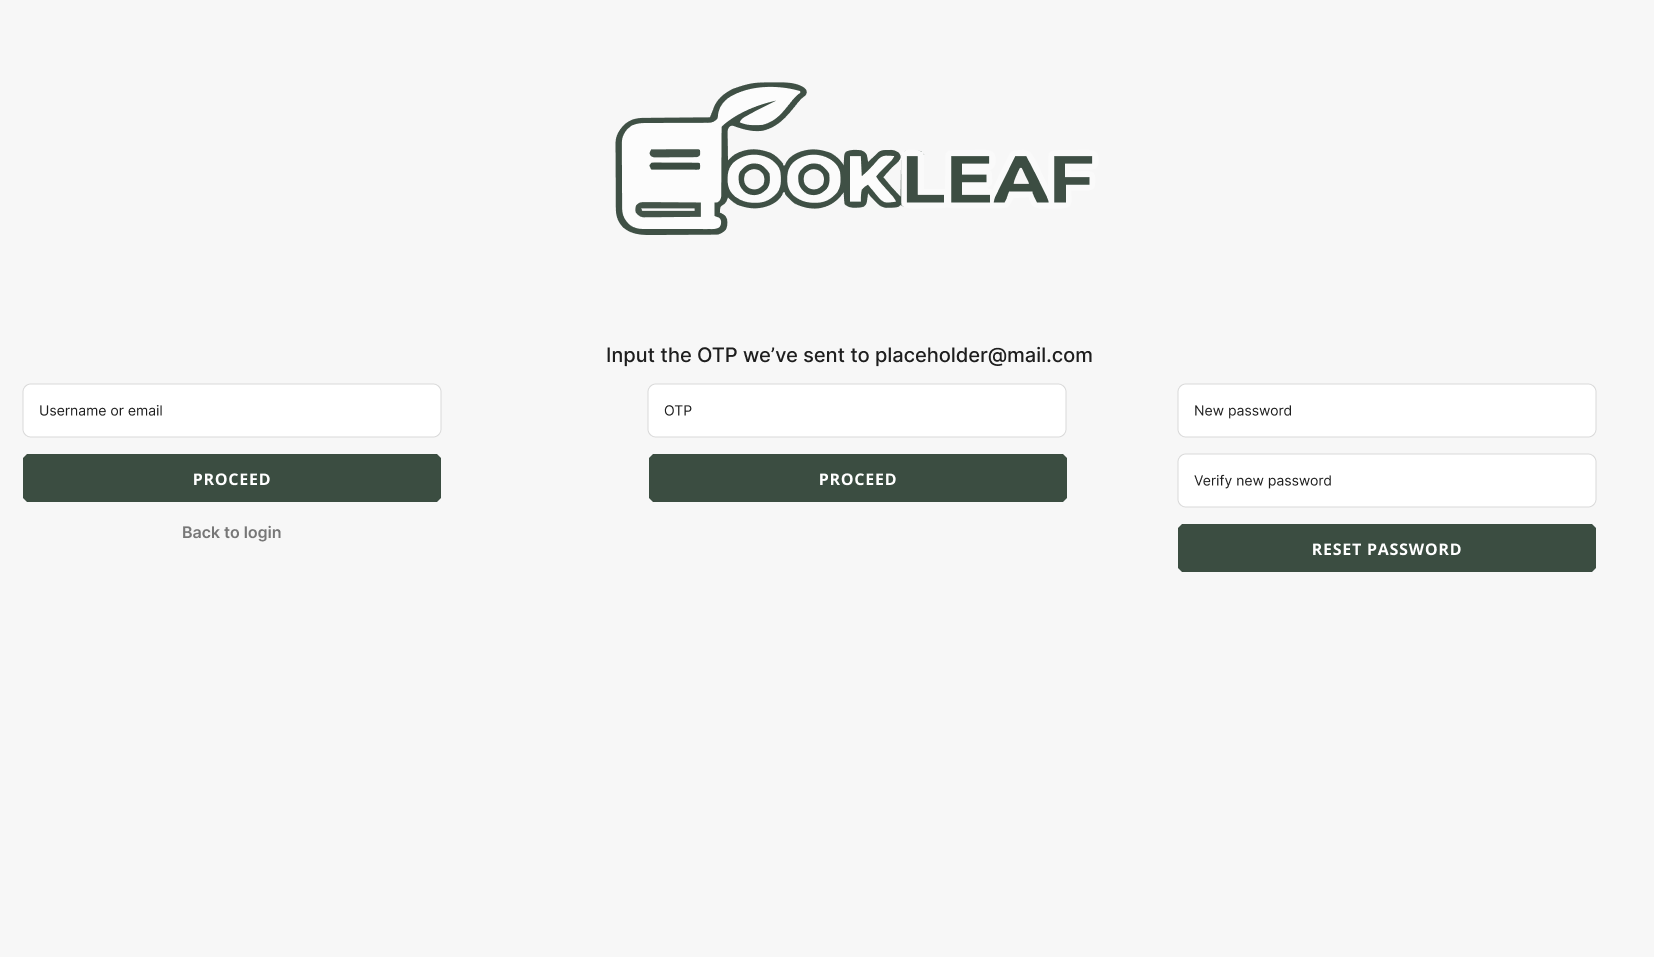 BOOKLEAF
Input the OTP we’ve sent to placeholder@mail.com
Username or email
PROCEED
Back to login
OTP
PROCEED
New password
Verify new password
RESET PASSWORD